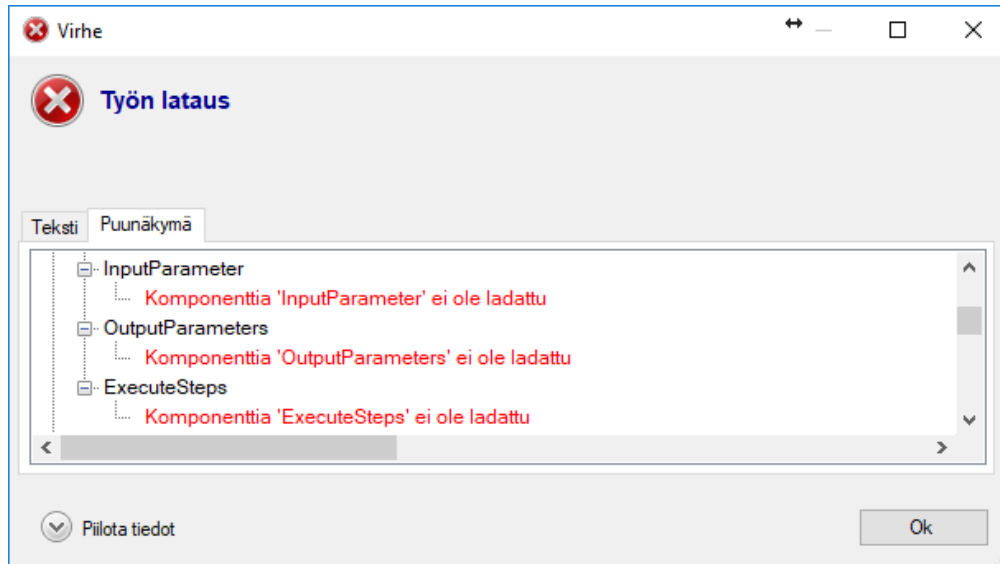 Virhe
Työn lataus
Teksti
Puunäkymä
InputParameter
Komponenttia 'InputParameter' ei ole ladattu
OutputParameters
Komponenttia 'OutputParameters' ei ole ladattu
ExecuteSteps
Komponenttia 'ExecuteSteps' ei ole ladattu
Piilota tiedot
Ok